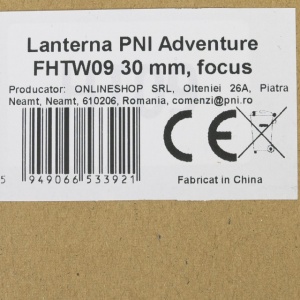 Lanterna PNI Adventure
FHTW09 30 mm, focus
Producator: ONLINESHOP SRL, Olteniei 26A, Piatra
Neamt, Neamt, 610206, Romania, comenzi@pni.ro
CE
5 949066 533921
Fabricat in China